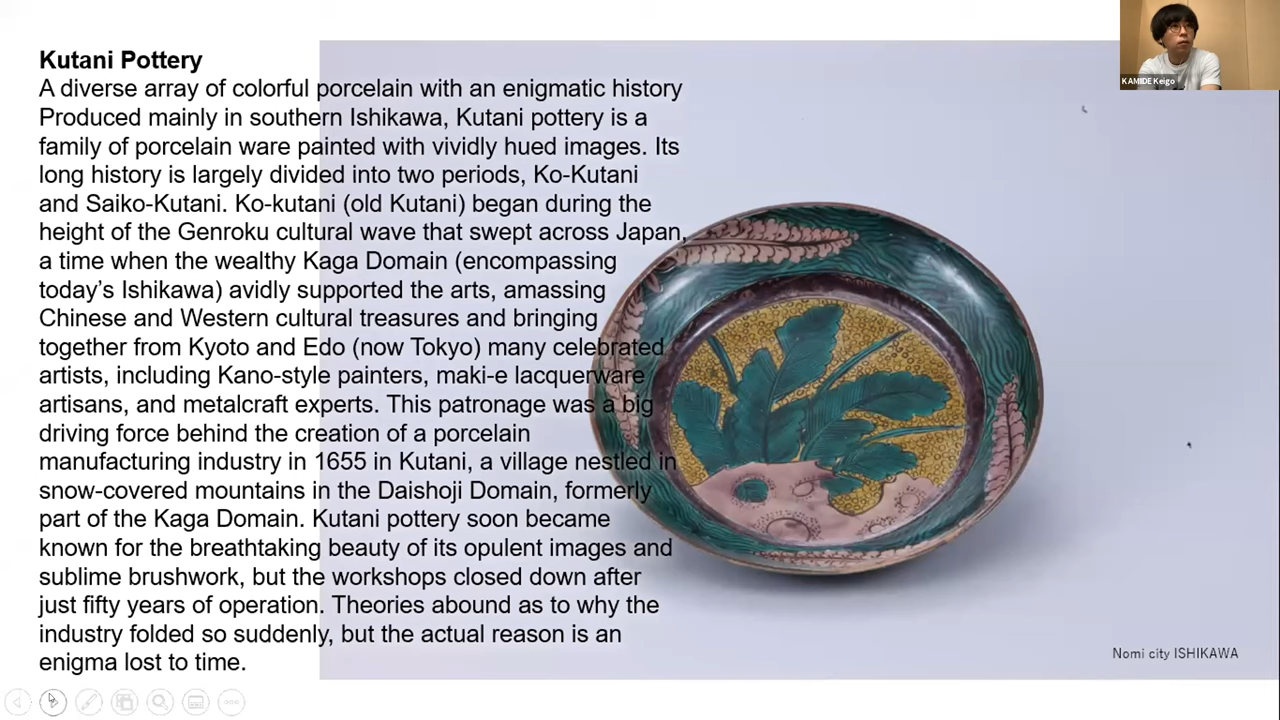 Kutani Pottery
A diverse array of colorful porcelain with an enigmatic history
Produced mainly in southern Ishikawa, Kutani pottery is a
family of porcelain ware painted with vividly hued images. Its
long history is largely divided into two periods, Ko-Kutani
and Saiko-Kutani. Ko-kutani (old Kutani) began during the
height of the Genroku cultural wave that swept across Japan,
a time when the wealthy Kaga Domain (encompassing
today’s Ishikawa) avidly supported the arts, amassing
Chinese and Western cultural treasures and bringing
together from Kyoto and Edo (now Tokyo) many celebrated
artists, including Kano-style painters, maki-e lacquerware
artisans, and metalcraft experts. This patronage was a big
driving force behind the creation of a porcelain
manufacturing industry in 1655 in Kutani, a village nestled in
snow-covered mountains in the Daishoji Domain, formerly
part of the Kaga Domain. Kutani pottery soon became
known for the breathtaking beauty of its opulent images and
sublime brushwork, but the workshops closed down after
just fifty years of operation. Theories abound as to why the
industry folded so suddenly, but the actual reason is an
enigma lost to time.
KAMIDE Keigo
Nomi city ISHIKAWA